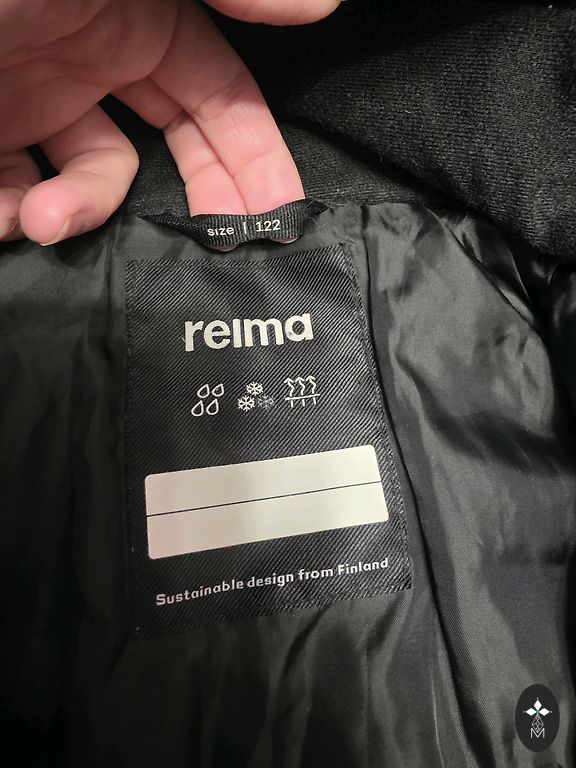 size | 122
reima
Sustainable design from Finland
M